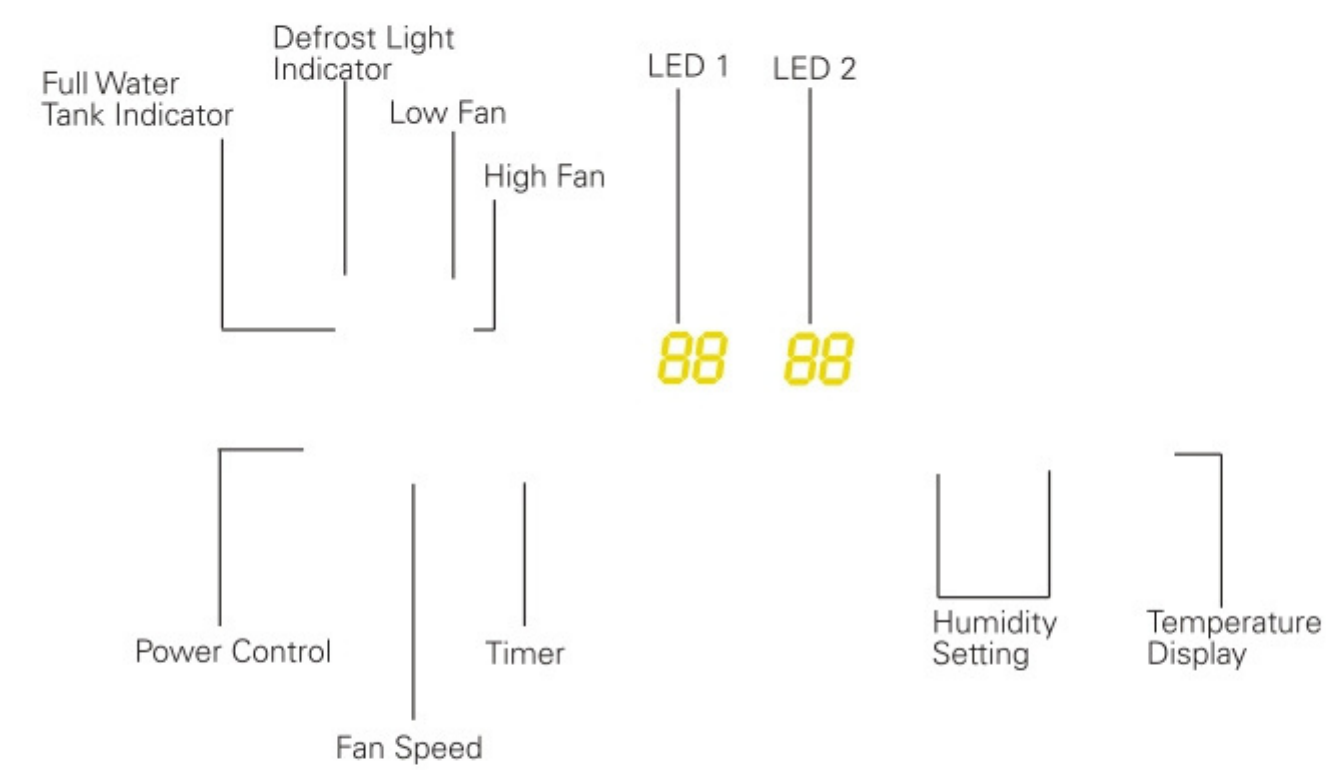 Defrost Light
Indicator
Full Water
Tank Indicator
Low Fan
High Fan
LED 1
LED 2
88
88
Power Control
Fan Speed
Timer
Humidity
Setting
Temperature
Display